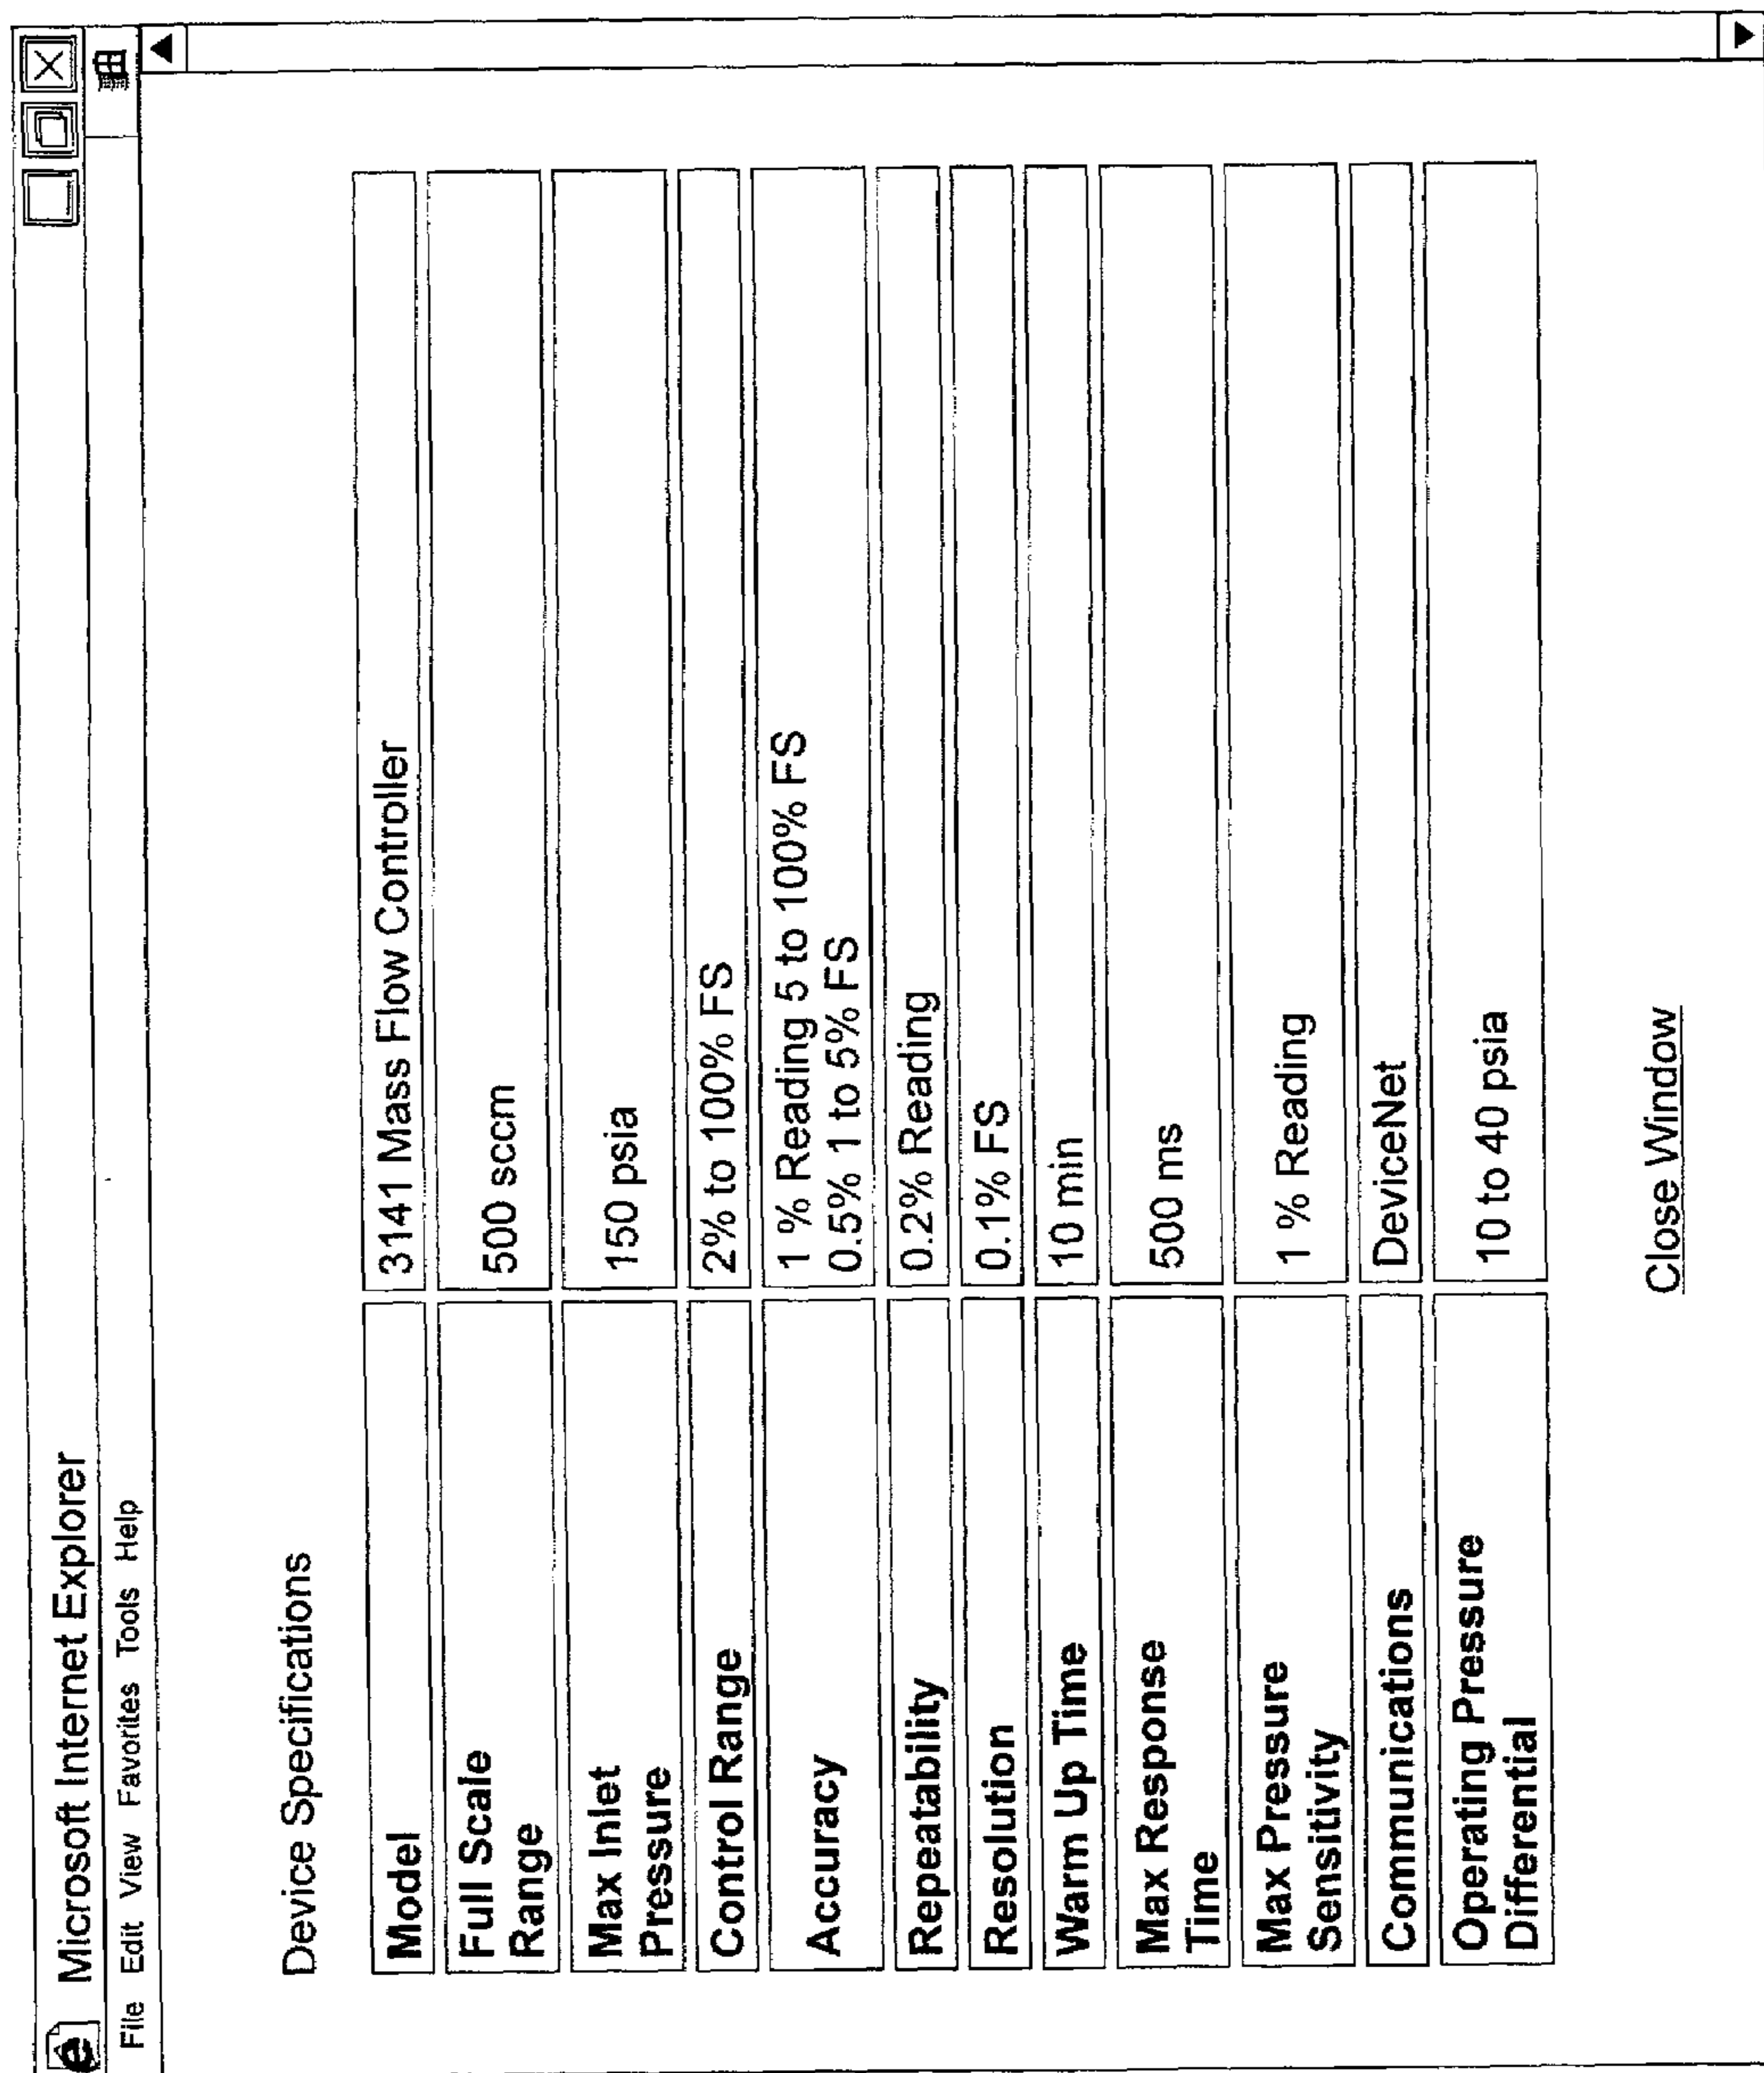 Microsoft Internet Explorer
File Edit View Favorites Tools Help
Device Specifications
Model 3141 Mass Flow Controller
Full Scale
Range 500 sccm
Max Inlet
Pressure 150 psia
Control Range 2% to 100% FS
Accuracy 1 % Reading 5 to 100% FS
0.5% 1 to 5% FS
Repeatability 0.2% Reading
Resolution 0.1% FS
Warm Up Time 10 min
Max Response
Time 500 ms
Max Pressure
Sensitivity 1 % Reading
Communications DeviceNet
Operating Pressure
Differential 10 to 40 psia
Close Window